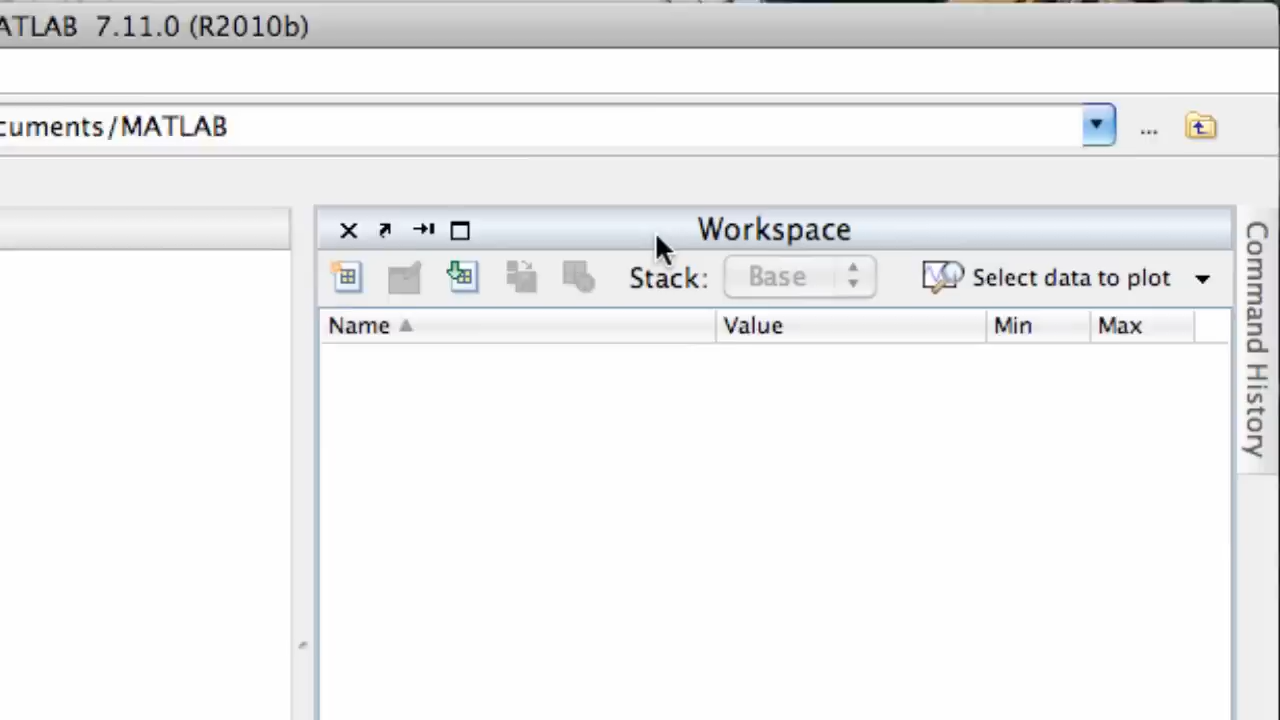 MATLAB 7.11.0 (R2010b)
cuments/MATLAB
...
Workspace
Stack: Base Select data to plot
Name Value Min Max
Command History